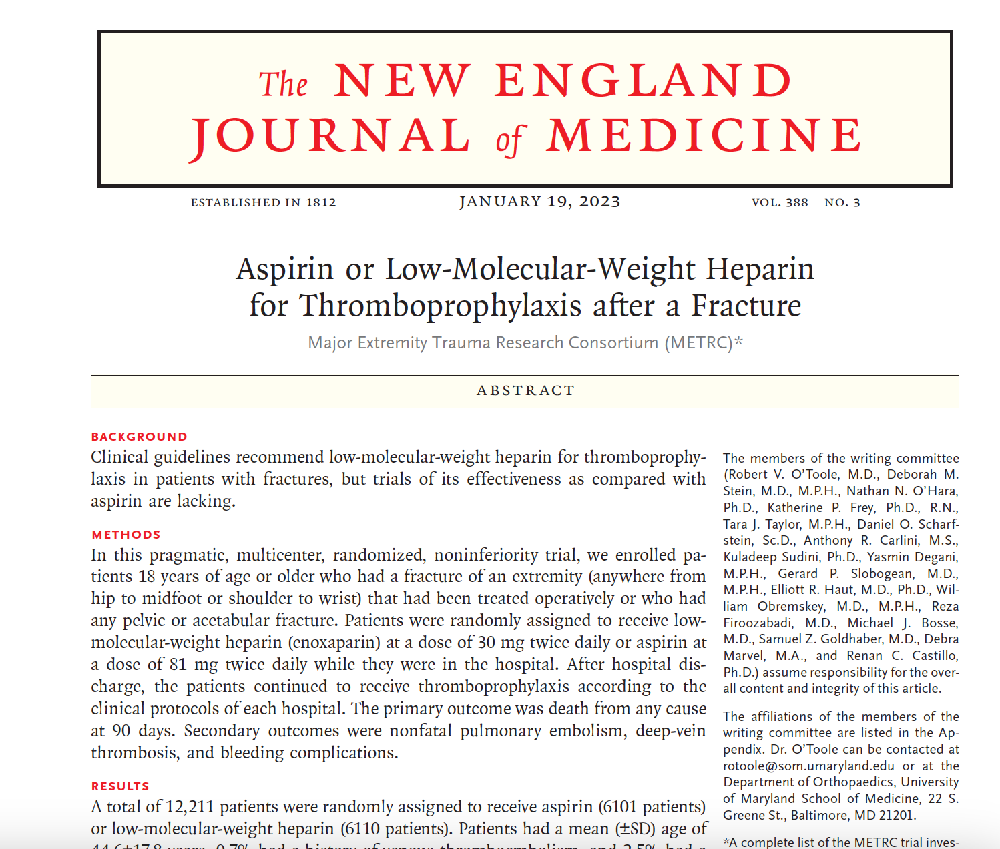 The NEW ENGLAND
JOURNAL of MEDICINE
ESTABLISHED IN 1812 JANUARY 19, 2023 VOL. 388 NO. 3
Aspirin or Low-Molecular-Weight Heparin
for Thromboprophylaxis after a Fracture
Major Extremity Trauma Research Consortium (METRC)*
ABSTRACT
BACKGROUND
Clinical guidelines recommend low-molecular-weight heparin for thromboprophy-
laxis in patients with fractures, but trials of its effectiveness as compared with
aspirin are lacking.
METHODS
In this pragmatic, multicenter, randomized, noninferiority trial, we enrolled pa-
tients 18 years of age or older who had a fracture of an extremity (anywhere from
hip to midfoot or shoulder to wrist) that had been treated operatively or who had
any pelvic or acetabular fracture. Patients were randomly assigned to receive low-
molecular-weight heparin (enoxaparin) at a dose of 30 mg twice daily or aspirin at
a dose of 81 mg twice daily while they were in the hospital. After hospital dis-
charge, the patients continued to receive thromboprophylaxis according to the
clinical protocols of each hospital. The primary outcome was death from any cause
at 90 days. Secondary outcomes were nonfatal pulmonary embolism, deep-vein
thrombosis, and bleeding complications.
RESULTS
A total of 12,211 patients were randomly assigned to receive aspirin (6101 patients)
or low-molecular-weight heparin (6110 patients). Patients had a mean (±SD) age of
44.6±17.8 years, 0.7% had a history of venous thromboembolism, and 2.5% had a
The members of the writing committee
(Robert V. O'Toole, M.D., Deborah M.
Stein, M.D., M.P.H., Nathan N. O'Hara,
Ph.D., Katherine P. Frey, Ph.D., R.N.,
Tara J. Taylor, M.P.H., Daniel O. Scharf-
stein, Sc.D., Anthony R. Carlini, M.S.,
Kuladeep Sudini, Ph.D., Yasmin Degani,
M.P.H., Gerard P. Slobogean, M.D.,
M.P.H., Elliott R. Haut, M.D., Ph.D., Wil-
liam Obremskey, M.D., M.P.H., Reza
Firoozabadi, M.D., Michael J. Bosse,
M.D., Samuel Z. Goldhaber, M.D., Debra
Marvel, M.A., and Renan C. Castillo,
Ph.D.) assume responsibility for the over-
all content and integrity of this article.
The affiliations of the members of the
writing committee are listed in the Ap-
pendix. Dr. O'Toole can be contacted at
rotoole@som.umaryland.edu or at the
Department of Orthopaedics, University
of Maryland School of Medicine, 22 S.
Greene St., Baltimore, MD 21201.
*A complete list of the METRC trial inves-